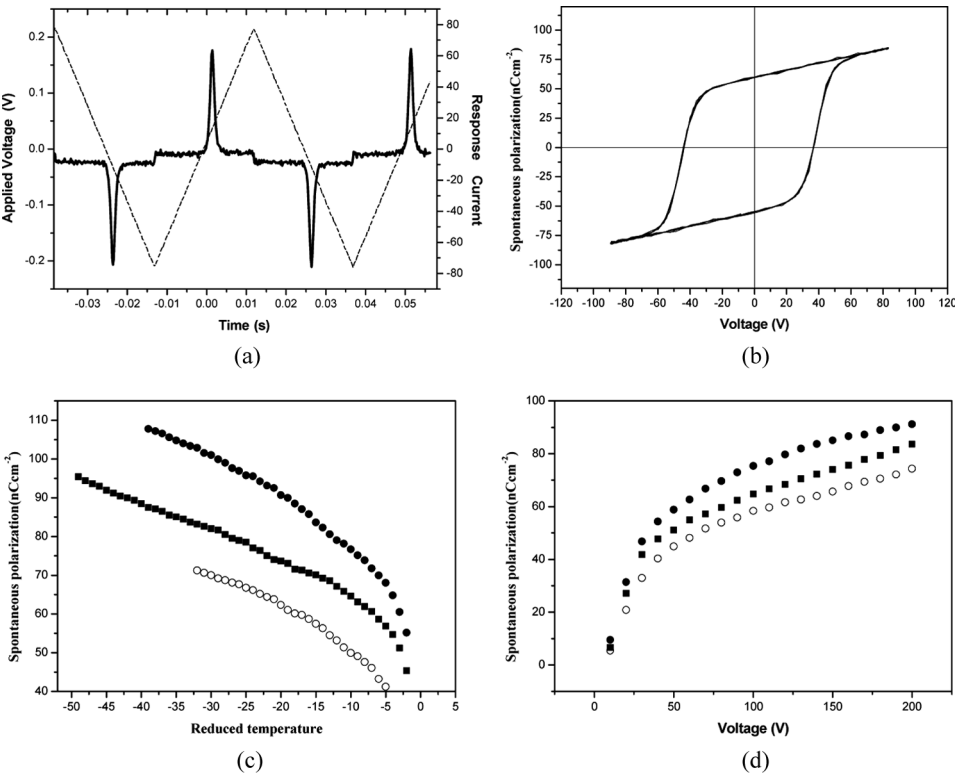 Applied Voltage (V)
0.2
0.1
0.0
-0.1
-0.2
80
60
40
20
0
-20
-40
-60
-80
Response Current
-0.03 -0.02 -0.01 0.00 0.01 0.02 0.03 0.04 0.05
Time (s)
(a)
Spontaneous polarization(nCcm-2)
100
75
50
25
0
-25
-50
-75
-100
-120 -100 -80 -60 -40 -20 0 20 40 60 80 100 120
Voltage (V)
(b)
Spontaneous polarization(nCcm-2)
110
100
90
80
70
60
50
40
-50 -45 -40 -35 -30 -25 -20 -15 -10 -5 0 5
Reduced temperature
(c)
Spontaneous polarization(nCcm-2)
100
80
60
40
20
0
0 50 100 150 200
Voltage (V)
(d)